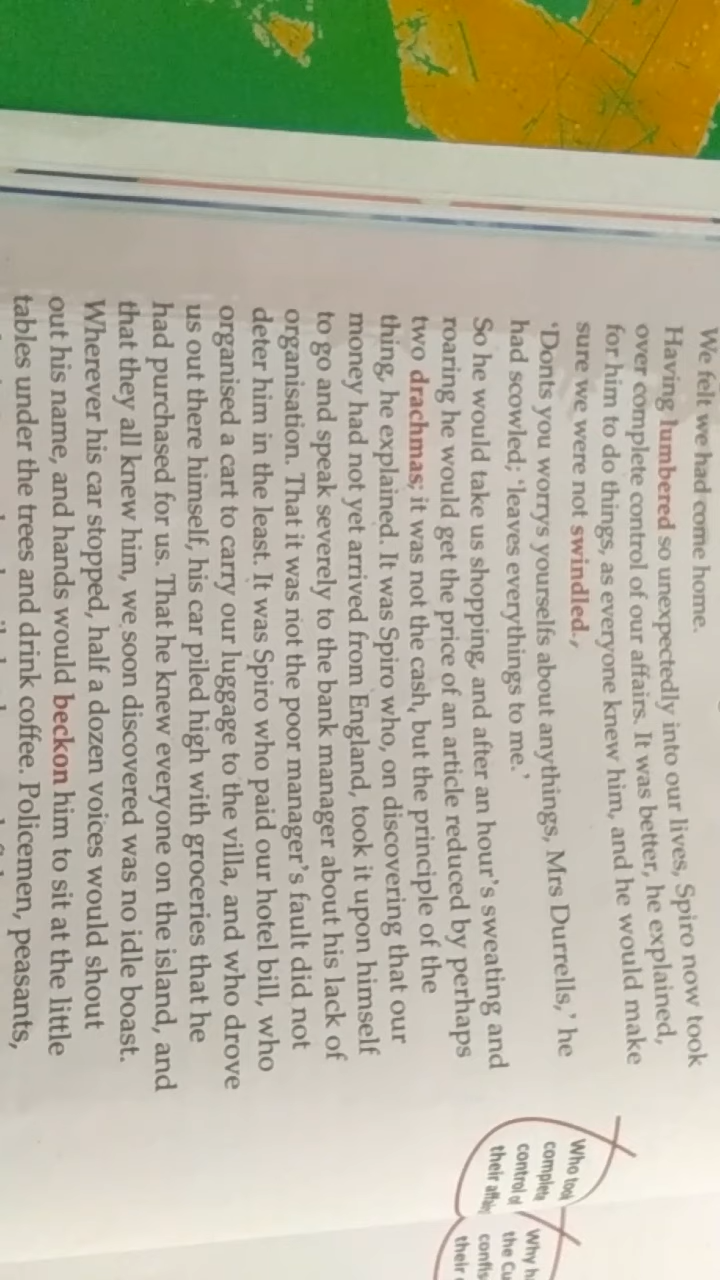 We felt we had come home.
Having lumbered so unexpectedly into our lives, Spiro now took
over complete control of our affairs. It was better, he explained,
for him to do things, as everyone knew him, and he would make
sure we were not swindled.,
‘Donts you worrys yourselfs about anythings, Mrs Durrells,’ he
had scowled; ‘leaves everythings to me.’
So he would take us shopping, and after an hour’s sweating and
roaring he would get the price of an article reduced by perhaps
two drachmas; it was not the cash, but the principle of the
thing, he explained. It was Spiro who, on discovering that our
money had not yet arrived from England, took it upon himself
to go and speak severely to the bank manager about his lack of
organisation. That it was not the poor manager’s fault did not
deter him in the least. It was Spiro who paid our hotel bill, who
organised a cart to carry our luggage to the villa, and who drove
us out there himself, his car piled high with groceries that he
had purchased for us. That he knew everyone on the island, and
that they all knew him, we soon discovered was no idle boast.
Wherever his car stopped, half a dozen voices would shout
out his name, and hands would beckon him to sit at the little
tables under the trees and drink coffee. Policemen, peasants,
Who took
complete
control of
their affairs
Why
the
their